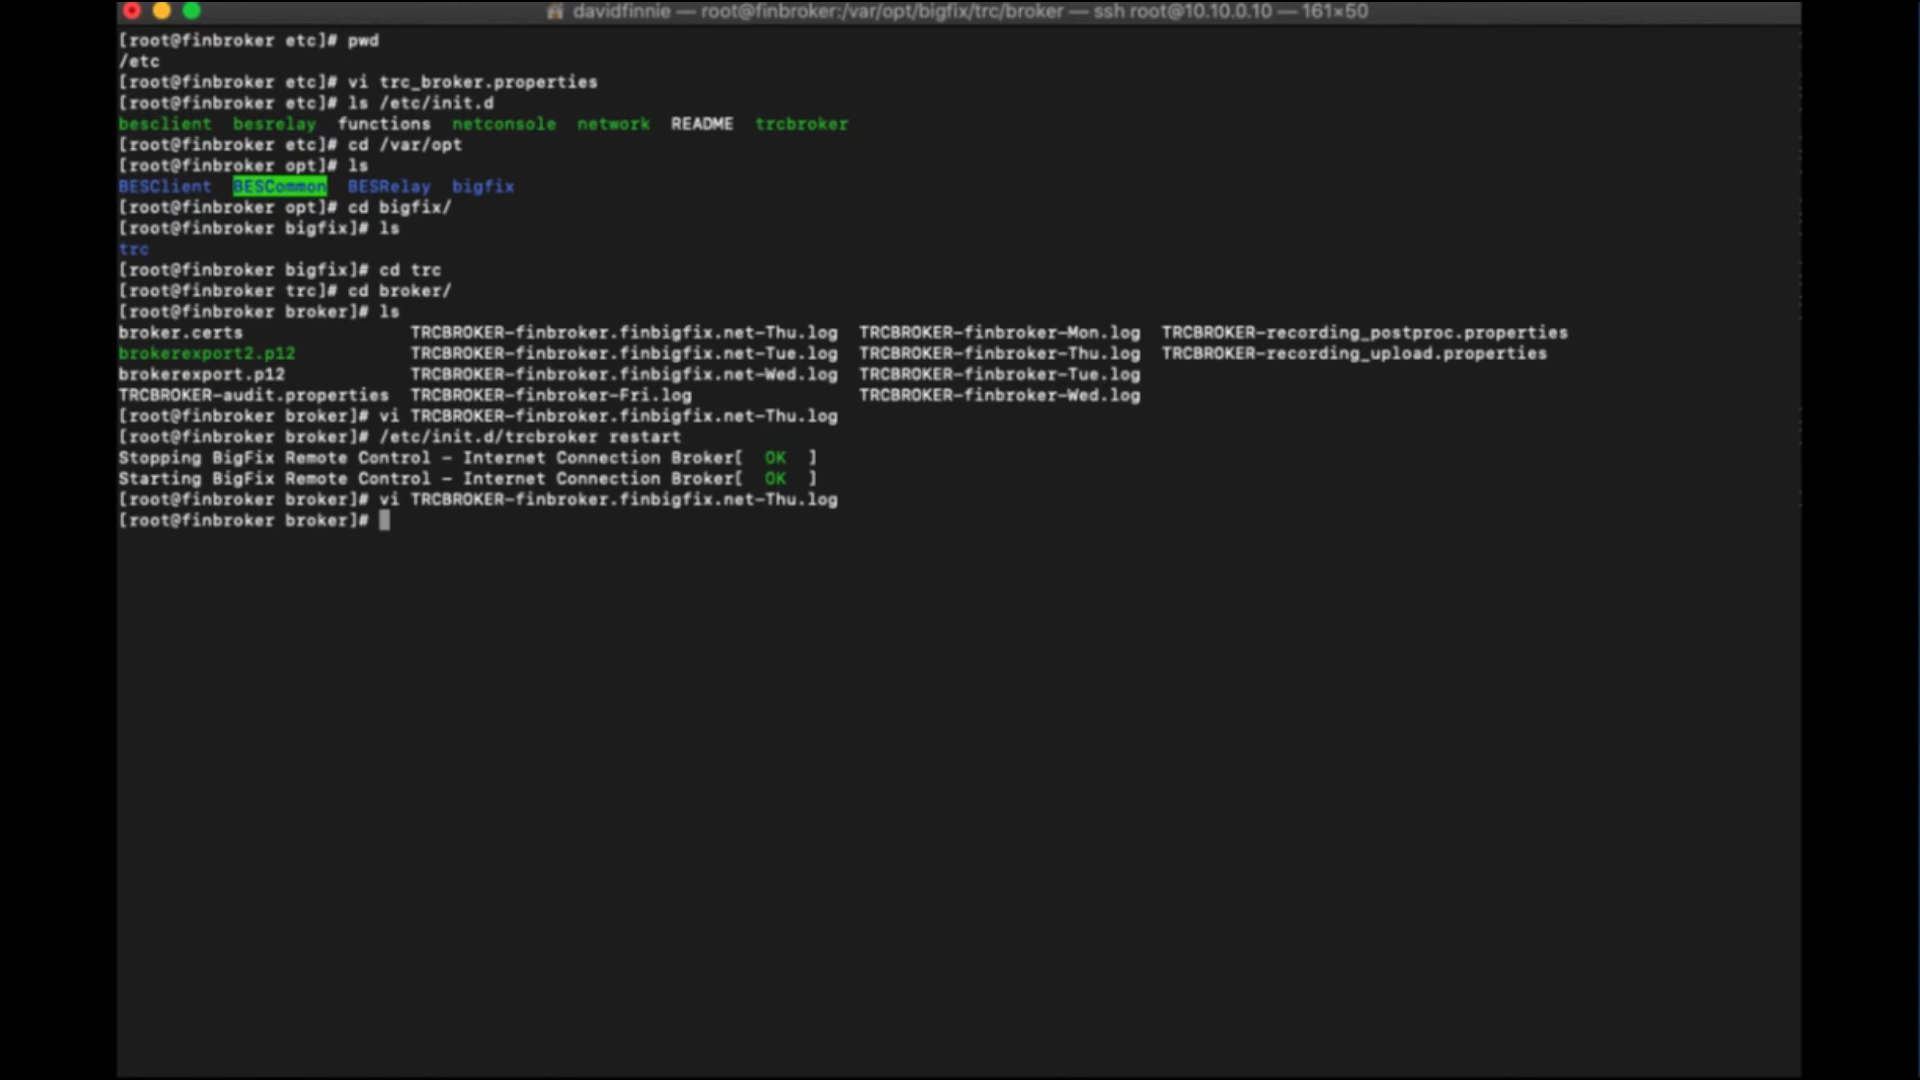 davidfinnie — root@finbroker:/var/opt/bigfix/trc/broker — ssh root@10.10.0.10 — 161×50
[root@finbroker etc]# pwd
/etc
[root@finbroker etc]# vi trc_broker.properties
[root@finbroker etc]# ls /etc/init.d
besclient  besrelay  functions  netconsole  network  README  trcbroker
[root@finbroker etc]# cd /var/opt
[root@finbroker opt]# ls
BESClient  BESCommon  BESRelay  bigfix
[root@finbroker opt]# cd bigfix/
[root@finbroker bigfix]# ls
trc
[root@finbroker bigfix]# cd trc
[root@finbroker trc]# cd broker/
[root@finbroker broker]# ls
broker.certs                TRCBROKER-finbroker.finbigfix.net-Thu.log  TRCBROKER-finbroker-Mon.log  TRCBROKER-recording_postproc.properties
brokerexport2.p12           TRCBROKER-finbroker.finbigfix.net-Tue.log  TRCBROKER-finbroker-Thu.log  TRCBROKER-recording_upload.properties
brokerexport.p12            TRCBROKER-finbroker.finbigfix.net-Wed.log  TRCBROKER-finbroker-Tue.log
TRCBROKER-audit.properties  TRCBROKER-finbroker-Fri.log                TRCBROKER-finbroker-Wed.log
[root@finbroker broker]# vi TRCBROKER-finbroker.finbigfix.net-Thu.log
[root@finbroker broker]# /etc/init.d/trcbroker restart
Stopping BigFix Remote Control - Internet Connection Broker[  OK  ]
Starting BigFix Remote Control - Internet Connection Broker[  OK  ]
[root@finbroker broker]# vi TRCBROKER-finbroker.finbigfix.net-Thu.log
[root@finbroker broker]#